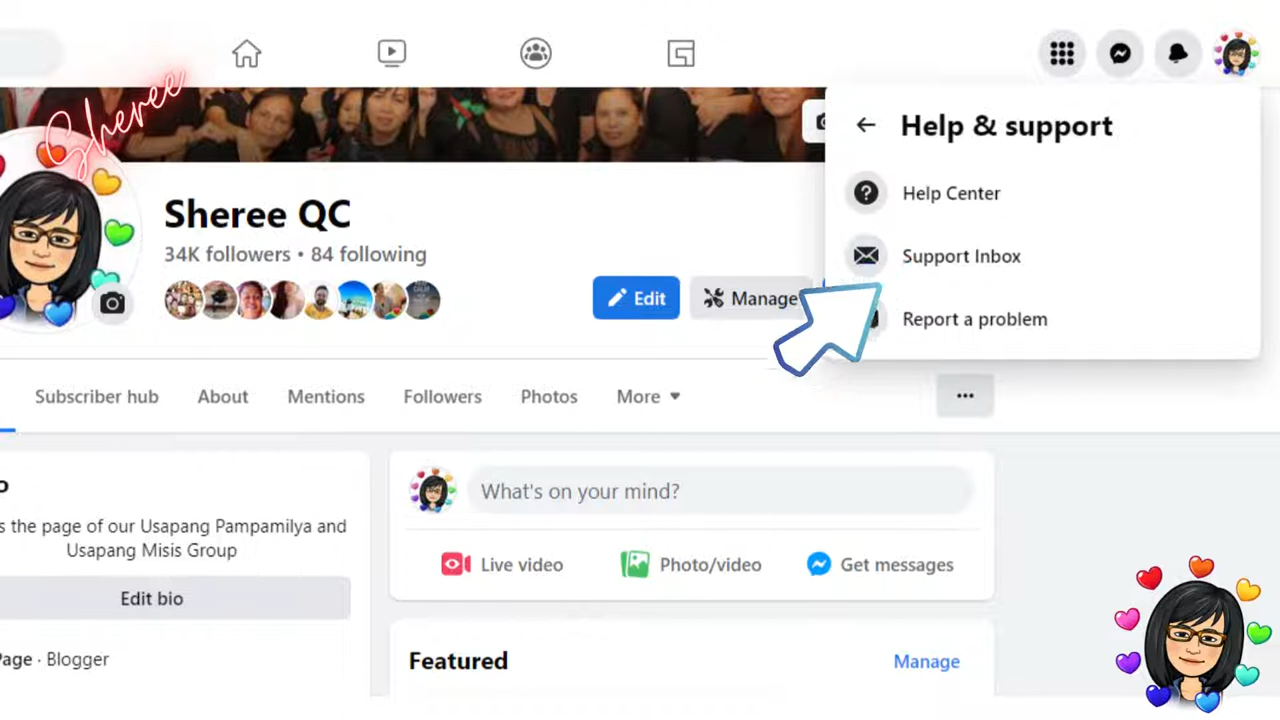 Sheree
Help & support
Help Center
Sheree QC
34K followers • 84 following
Support Inbox
Edit
Manage
Report a problem
Subscriber hub
About
Mentions
Followers
Photos
More
What's on your mind?
s the page of our Usapang Pampamilya and
Usapang Misis Group
Live video
Photo/video
Get messages
Edit bio
Page · Blogger
Featured
Manage